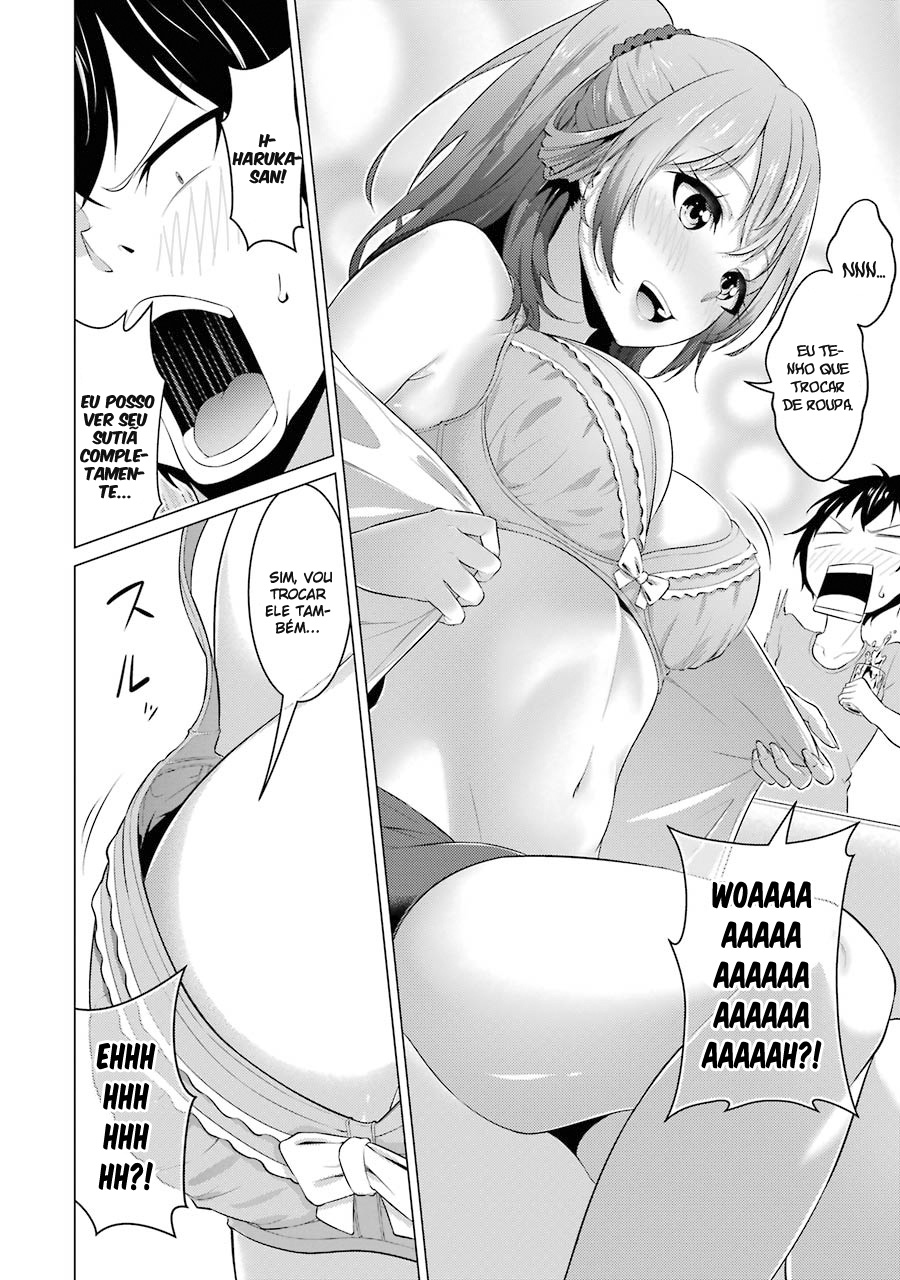 NNN...
EU TE-
NHO QUE
TROCAR
DE ROUPA.
WOAAAA
AAAAA
AAAAAA
AAAAAA
AAAAAH?!
H-
HARUKA-
SAN!
EU POSSO
VER SEU
SUTIÃ
COMPLE-
TAMEN-
TE...
SIM, VOU
TROCAR
ELE TAM-
BÉM...
スルッ
EHHH
HHH
HHH
HH?!